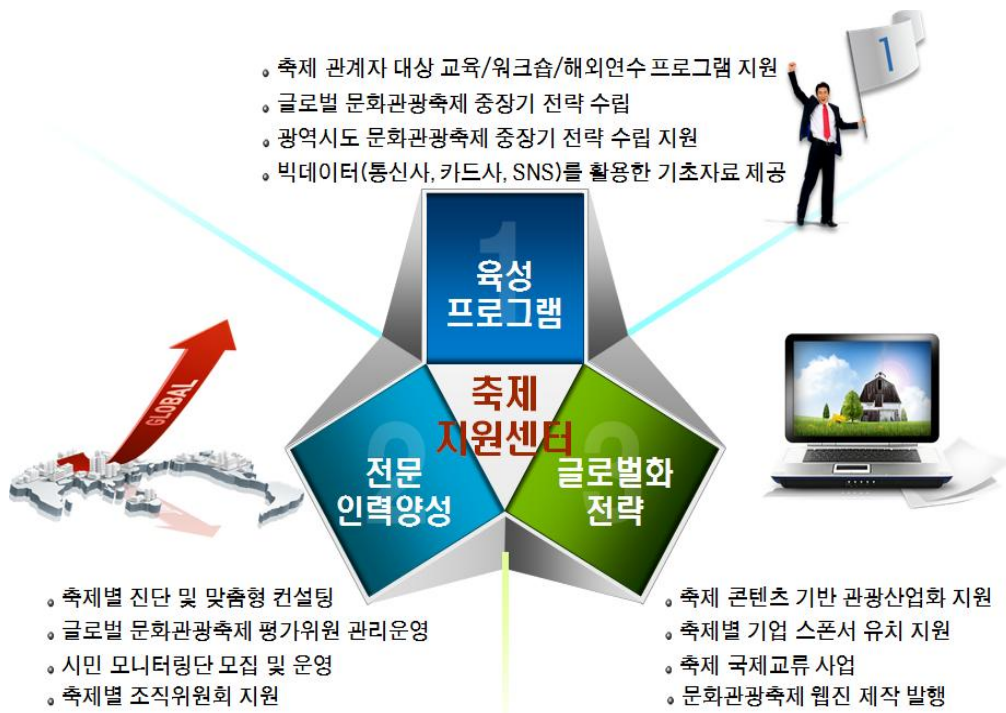 • 축제 관계자 대상 교육/워크숍/해외연수 프로그램 지원
• 글로벌 문화관광축제 중장기 전략 수립
• 광역시도 문화관광축제 중장기 전략 수립 지원
• 빅데이터(통신사, 카드사, SNS)를 활용한 기초자료 제공
1
1
육성
프로그램
축제
지원센터
GLOBAL
2
전문
인력양성
3
글로벌화
전략
• 축제별 진단 및 맞춤형 컨설팅
• 글로벌 문화관광축제 평가위원 관리운영
• 시민 모니터링단 모집 및 운영
• 축제별 조직위원회 지원
• 축제 콘텐츠 기반 관광산업화 지원
• 축제별 기업 스폰서 유치 지원
• 축제 국제교류 사업
• 문화관광축제 웹진 제작 발행